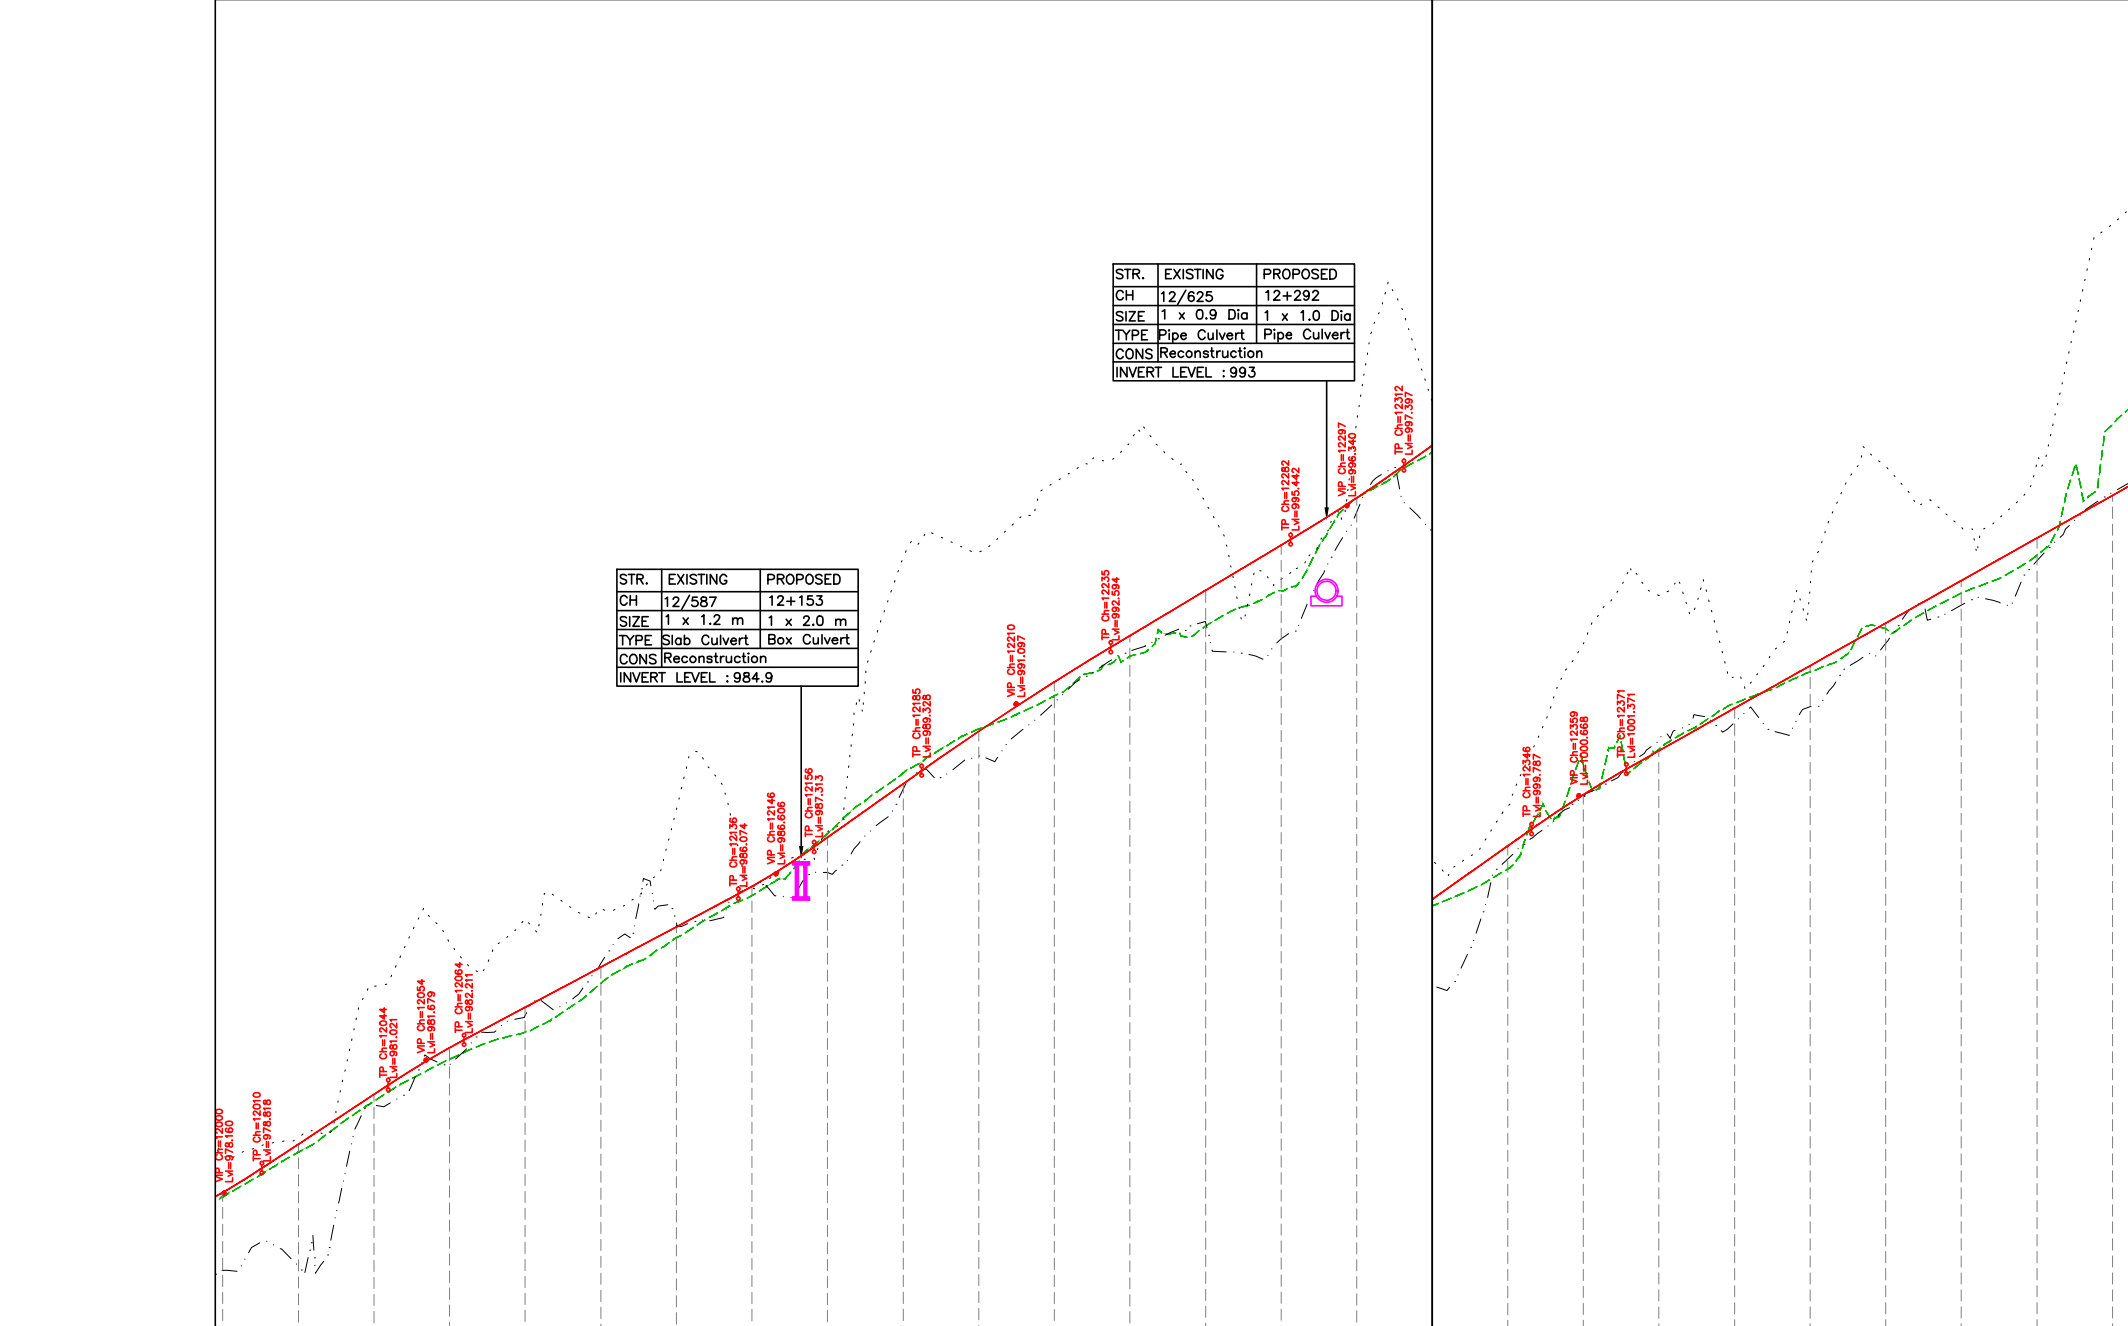 STR. EXISTING PROPOSED
CH 12/625 12+292
SIZE 1 x 0.9 Dia 1 x 1.0 Dia
TYPE Pipe Culvert Pipe Culvert
CONS Reconstruction
INVERT LEVEL :993
STR. EXISTING PROPOSED
CH 12/587 12+153
SIZE 1 x 1.2 m 1 x 2.0 m
TYPE Slab Culvert Box Culvert
CONS Reconstruction
INVERT LEVEL :984.9
VIP Ch=12000
Lvl=978.160
TP Ch=12010
Lvl=978.818
TP Ch=12044
Lvl=981.021
VIP Ch=12054
Lvl=981.679
TP Ch=12064
Lvl=982.211
TP Ch=12136
Lvl=986.074
VIP Ch=12146
Lvl=986.606
TP Ch=12156
Lvl=987.313
TP Ch=12185
Lvl=989.328
VIP Ch=12210
Lvl=991.097
TP Ch=12235
Lvl=992.594
TP Ch=12282
Lvl=995.442
VIP Ch=12297
Lvl=996.340
TP Ch=12312
Lvl=997.397
TP Ch=12346
Lvl=999.787
VIP Ch=12359
Lvl=1000.668
TP Ch=12371
Lvl=1001.371